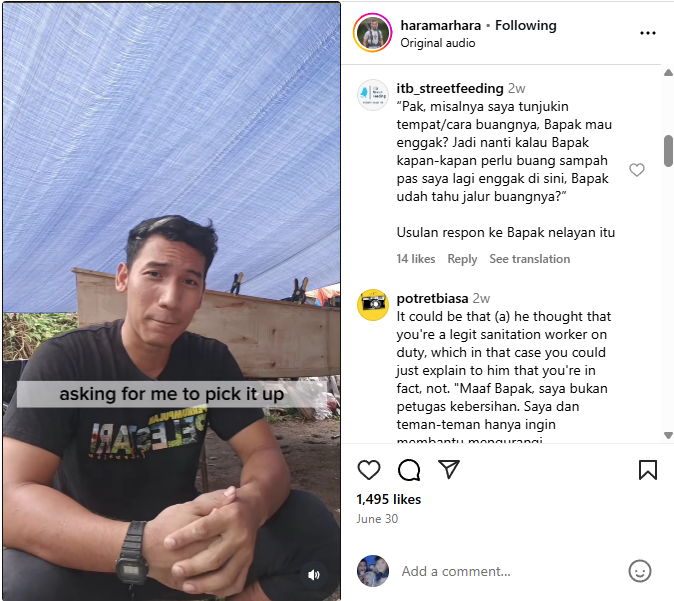 haramarhara • Following
Original audio
itb_streetfeeding 2w
“Pak, misalnya saya tunjukin
tempat/cara buangnya, Bapak mau
enggak? Jadi nanti kalau Bapak
kapan-kapan perlu buang sampah
pas saya lagi enggak di sini, Bapak
udah tahu jalur buangnya?”
Usulan respon ke Bapak nelayan itu
14 likes Reply See translation
potretbiasa 2w
It could be that (a) he thought that
you're a legit sanitation worker on
duty, which in that case you could
just explain to him that you're in
fact, not. "Maaf Bapak, saya bukan
petugas kebersihan. Saya dan
teman-teman hanya ingin
membantu mengurangi
asking for me to pick it up
PELESTARI
1,495 likes
June 30
Add a comment...